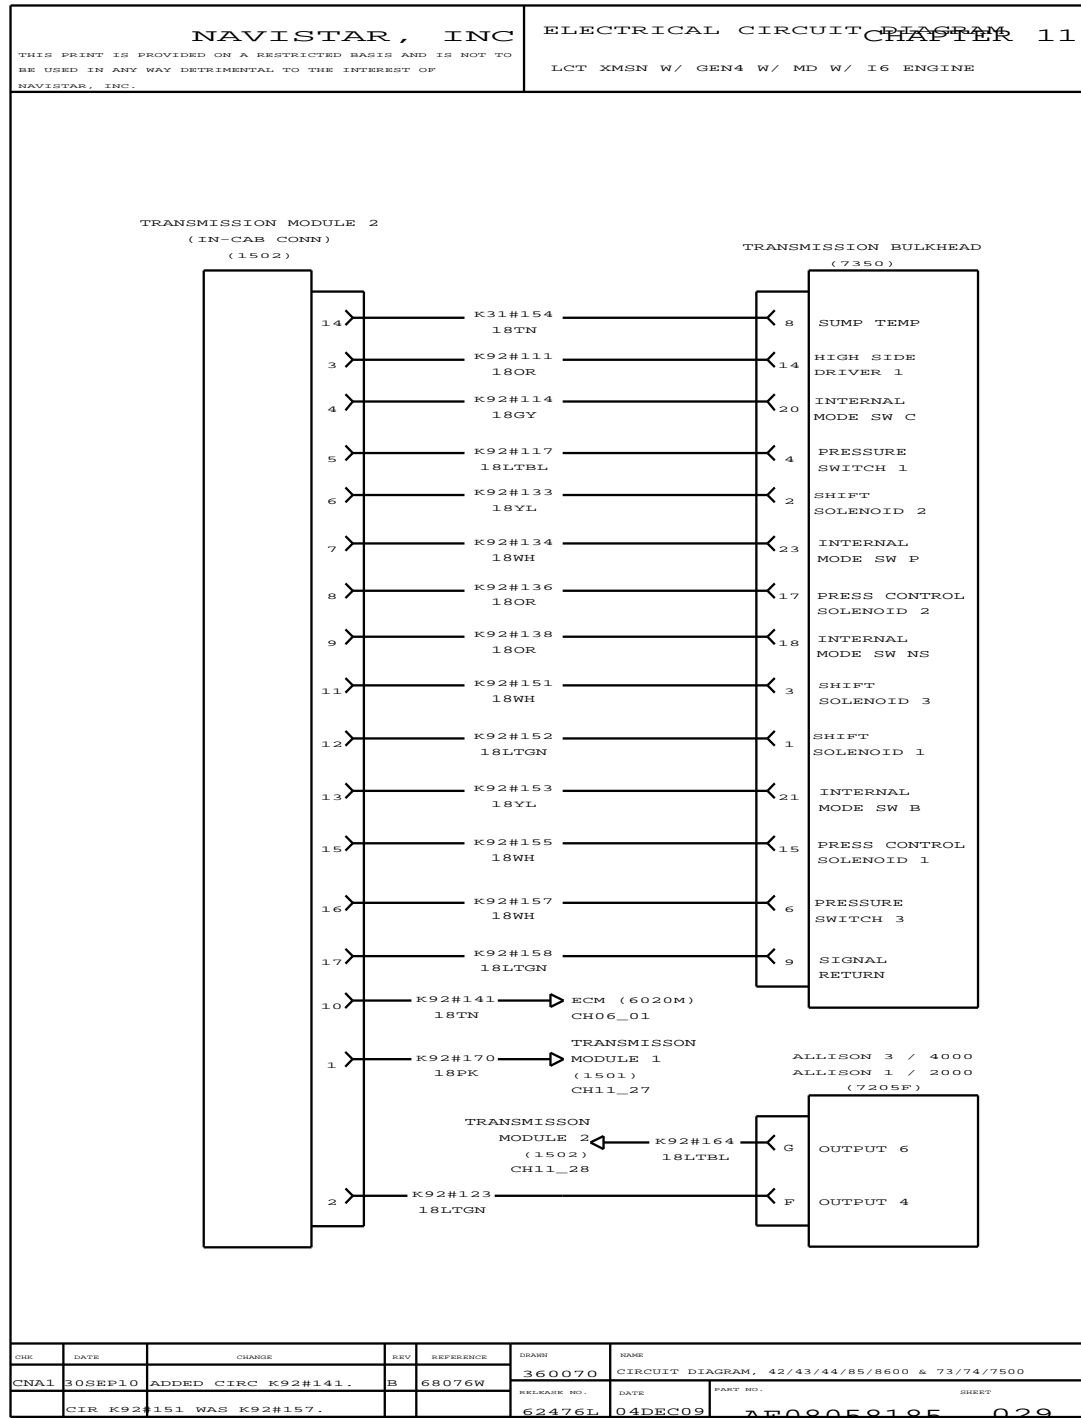 NAVISTAR, INC
THIS PRINT IS PROVIDED ON A RESTRICTED BASIS AND IS NOT TO
BE USED IN ANY WAY DETRIMENTAL TO THE INTEREST OF
NAVISTAR, INC.
ELECTRICAL CIRCUIT DIAGRAM
CHAPTER 11
LCT XMSN W/ GEN4 W/ MD W/ I6 ENGINE
TRANSMISSION MODULE 2
(IN-CAB CONN)
(1502)
TRANSMISSION BULKHEAD
(7350)
14 K31#154 8 SUMP TEMP
18TN
3 K92#111 14 HIGH SIDE
18OR DRIVER 1
4 K92#114 20 INTERNAL
18GY MODE SW C
5 K92#117 4 PRESSURE
18LTBL SWITCH 1
6 K92#133 2 SHIFT
18YL SOLENOID 2
7 K92#134 23 INTERNAL
18WH MODE SW P
8 K92#136 17 PRESS CONTROL
18OR SOLENOID 2
9 K92#138 18 INTERNAL
18OR MODE SW NS
11 K92#151 3 SHIFT
18WH SOLENOID 3
12 K92#152 1 SHIFT
18LTGN SOLENOID 1
13 K92#153 21 INTERNAL
18YL MODE SW B
15 K92#155 15 PRESS CONTROL
18WH SOLENOID 1
16 K92#157 6 PRESSURE
18WH SWITCH 3
17 K92#158 9 SIGNAL
18LTGN RETURN
10 K92#141 ECM (6020M)
18TN CH06_01
TRANSMISSON
1 K92#170 MODULE 1
18PK (1501)
CH11_27
ALLISON 3 / 4000
ALLISON 1 / 2000
(7205F)
TRANSMISSON
MODULE 2 K92#164 G OUTPUT 6
(1502) 18LTBL
CH11_28
2 K92#123 F OUTPUT 4
18LTGN
CHK DATE CHANGE REV REFERENCE DRAWN NAME
CNA1 30SEP10 ADDED CIRC K92#141. B 68076W 360070 CIRCUIT DIAGRAM, 42/43/44/85/8600 & 73/74/7500
RELEASE NO. DATE PART NO. SHEET
CIR K92#151 WAS K92#157. 62476L 04DEC09 AF08058185 029